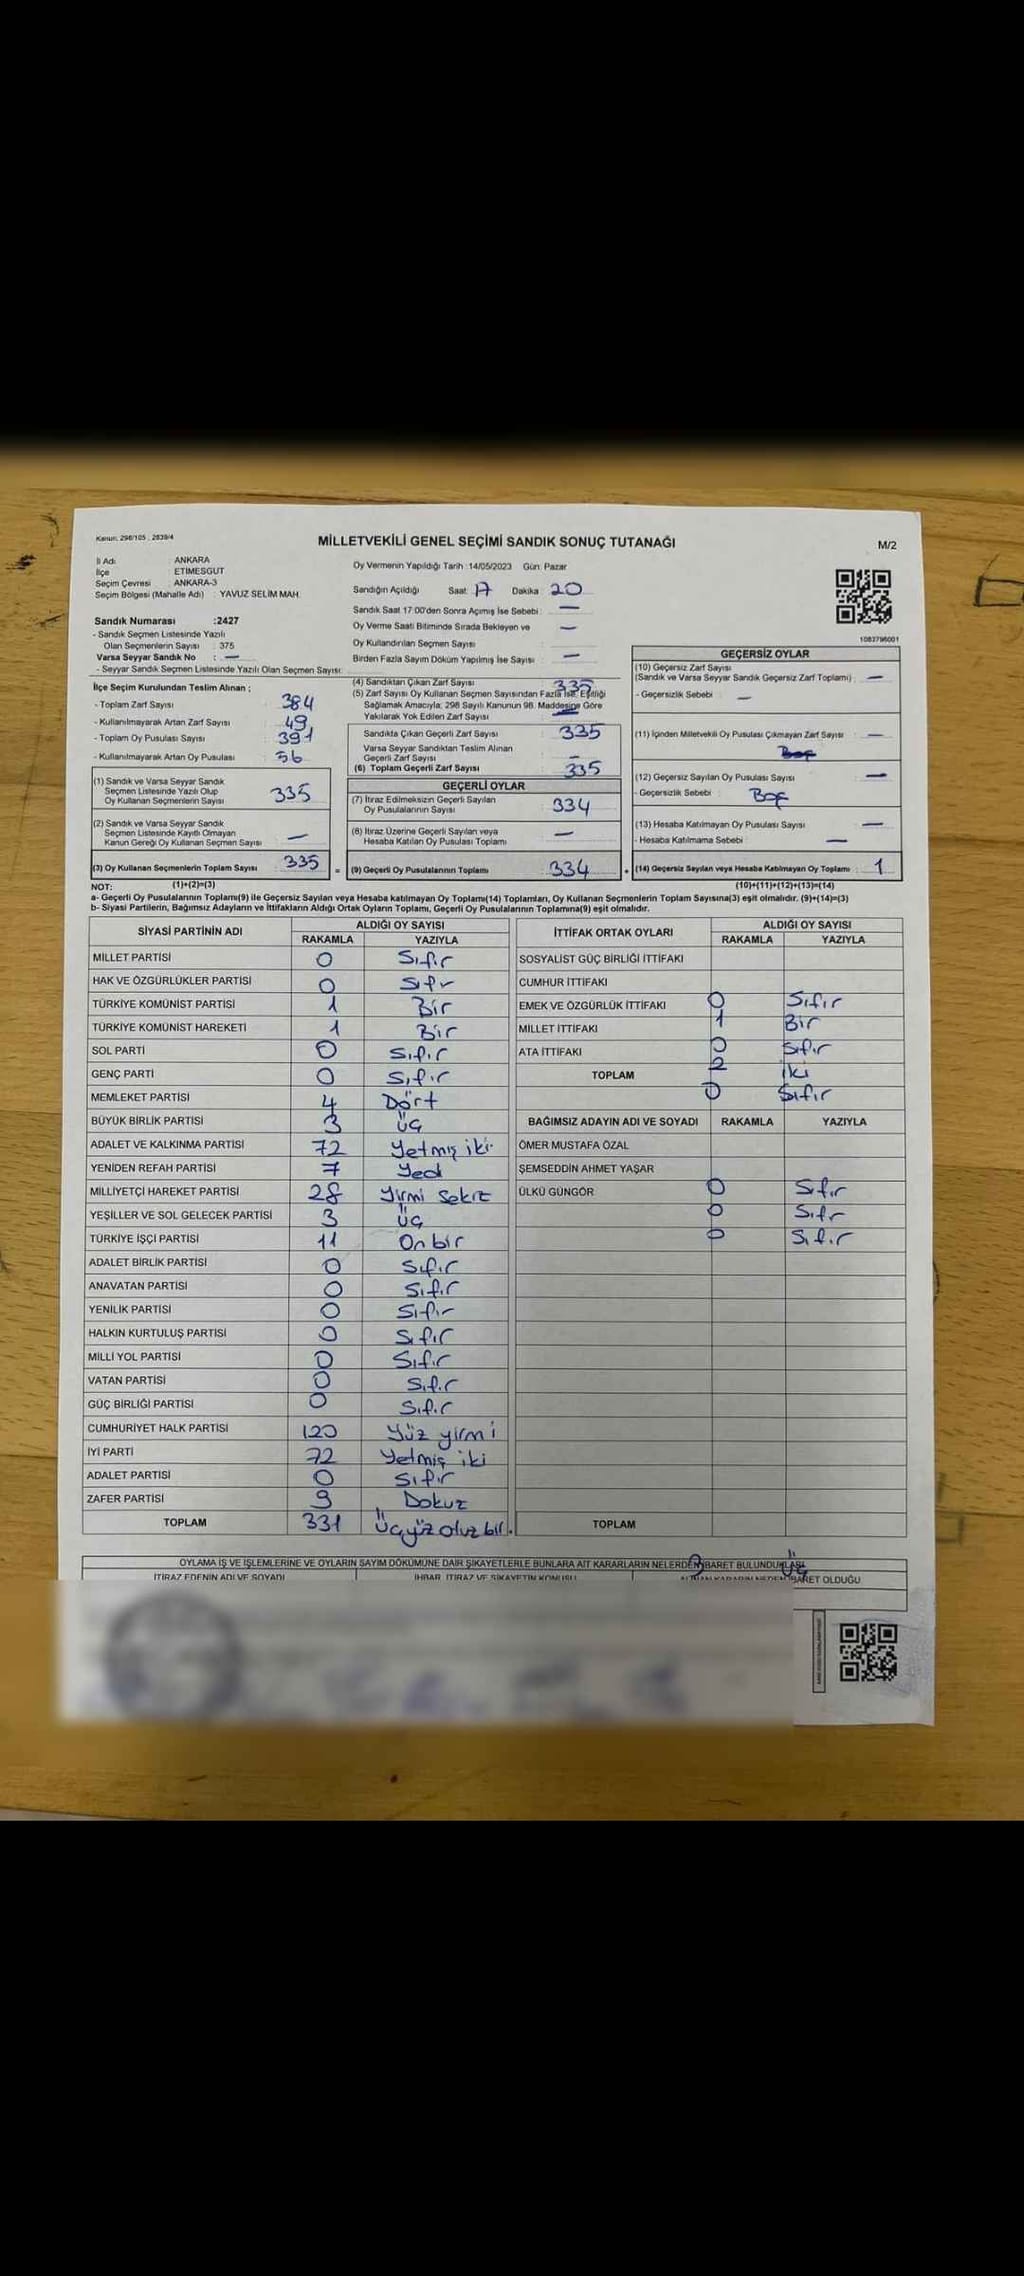 Kanun: 298/105 , 2839/4
MİLLETVEKİLİ GENEL SEÇİMİ SANDIK SONUÇ TUTANAĞI
M/2
İl Adı : ANKARA
İlçe : ETİMESGUT
Seçim Çevresi : ANKARA-3
Seçim Bölgesi (Mahalle Adı) : YAVUZ SELİM MAH.
Oy Vermenin Yapıldığı Tarih :14/05/2023 Gün: Pazar
Sandığın Açıldığı Saat: 17 Dakika 20
Sandık Saat 17:00'den Sonra Açımış İse Sebebi : —
Oy Verme Saati Bitiminde Sırada Bekleyen ve —
Oy Kullandırılan Seçmen Sayısı
Birden Fazla Sayım Döküm Yapılmış İse Sayısı : —
1083796001
Sandık Numarası :2427
- Sandık Seçmen Listesinde Yazılı
Olan Seçmenlerin Sayısı : 375
Varsa Seyyar Sandık No : —
- Seyyar Sandık Seçmen Listesinde Yazılı Olan Seçmen Sayısı:
İlçe Seçim Kurulundan Teslim Alınan :
- Toplam Zarf Sayısı : 384
- Kullanılmayarak Artan Zarf Sayısı : 49
- Toplam Oy Pusulası Sayısı : 391
- Kullanılmayarak Artan Oy Pusulası : 56
(1) Sandık ve Varsa Seyyar Sandık
Seçmen Listesinde Yazılı Olup
Oy Kullanan Seçmenlerin Sayısı 335
(2) Sandık ve Varsa Seyyar Sandık
Seçmen Listesinde Kayıtlı Olmayan
Kanun Gereği Oy Kullanan Seçmen Sayısı —
(3) Oy Kullanan Seçmenlerin Toplam Sayısı 335
(4) Sandıktan Çıkan Zarf Sayısı : 335
(5) Zarf Sayısı Oy Kullanan Seçmen Sayısından Fazla İse, Eşitliği
Sağlamak Amacıyla; 298 Sayılı Kanunun 98. Maddesine Göre
Yakılarak Yok Edilen Zarf Sayısı —
Sandıkta Çıkan Geçerli Zarf Sayısı : 335
Varsa Seyyar Sandıktan Teslim Alınan
Geçerli Zarf Sayısı —
(6) Toplam Geçerli Zarf Sayısı 335
GEÇERLİ OYLAR
(7) İtiraz Edilmeksizin Geçerli Sayılan
Oy Pusulalarının Sayısı : 334
(8) İtiraz Üzerine Geçerli Sayılan veya
Hesaba Katılan Oy Pusulası Toplamı : —
= (9) Geçerli Oy Pusulalarının Toplamı : 334
GEÇERSİZ OYLAR
(10) Geçersiz Zarf Sayısı
(Sandık ve Varsa Seyyar Sandık Geçersiz Zarf Toplamı) : —
- Geçersizlik Sebebi : —
(11) İçinden Milletvekili Oy Pusulası Çıkmayan Zarf Sayısı : —
Boş
(12) Geçersiz Sayılan Oy Pusulası Sayısı : —
- Geçersizlik Sebebi : Boş
(13) Hesaba Katılmayan Oy Pusulası Sayısı : —
- Hesaba Katılmama Sebebi : —
+ (14) Geçersiz Sayılan veya Hesaba Katılmayan Oy Toplamı : 1
NOT: (1)+(2)=(3) (10)+(11)+(12)+(13)=(14)
a- Geçerli Oy Pusulalarının Toplamı(9) ile Geçersiz Sayılan veya Hesaba katılmayan Oy Toplamı(14) Toplamları, Oy Kullanan Seçmenlerin Toplam Sayısına(3) eşit olmalıdır. (9)+(14)=(3)
b- Siyasi Partilerin, Bağımsız Adayların ve İttifakların Aldığı Ortak Oyların Toplamı, Geçerli Oy Pusulalarının Toplamına(9) eşit olmalıdır.
SİYASİ PARTİNİN ADI ALDIĞI OY SAYISI
RAKAMLA YAZIYLA
MİLLET PARTİSİ 0 Sıfır
HAK VE ÖZGÜRLÜKLER PARTİSİ 0 Sıfır
TÜRKİYE KOMÜNİST PARTİSİ 1 Bir
TÜRKİYE KOMÜNİST HAREKETİ 1 Bir
SOL PARTİ 0 Sıfır
GENÇ PARTİ 0 Sıfır
MEMLEKET PARTİSİ 4 Dört
BÜYÜK BİRLİK PARTİSİ 3 Üç
ADALET VE KALKINMA PARTİSİ 72 Yetmiş iki
YENİDEN REFAH PARTİSİ 7 Yedi
MİLLİYETÇİ HAREKET PARTİSİ 28 Yirmi Sekiz
YEŞİLLER VE SOL GELECEK PARTİSİ 3 Üç
TÜRKİYE İŞÇİ PARTİSİ 11 Onbir
ADALET BİRLİK PARTİSİ 0 Sıfır
ANAVATAN PARTİSİ 0 Sıfır
YENİLİK PARTİSİ 0 Sıfır
HALKIN KURTULUŞ PARTİSİ 0 Sıfır
MİLLİ YOL PARTİSİ 0 Sıfır
VATAN PARTİSİ 0 Sıfır
GÜÇ BİRLİĞİ PARTİSİ 0 Sıfır
CUMHURİYET HALK PARTİSİ 120 Yüz yirmi
İYİ PARTİ 72 Yetmiş iki
ADALET PARTİSİ 0 Sıfır
ZAFER PARTİSİ 9 Dokuz
TOPLAM 331 Üçyüz otuz bir.
İTTİFAK ORTAK OYLARI ALDIĞI OY SAYISI
RAKAMLA YAZIYLA
SOSYALİST GÜÇ BİRLİĞİ İTTİFAKI
CUMHUR İTTİFAKI
EMEK VE ÖZGÜRLÜK İTTİFAKI 0 Sıfır
MİLLET İTTİFAKI 1 Bir
ATA İTTİFAKI 0 Sıfır
TOPLAM 2 iki
0 Sıfır
BAĞIMSIZ ADAYIN ADI VE SOYADI RAKAMLA YAZIYLA
ÖMER MUSTAFA ÖZAL
ŞEMSEDDİN AHMET YAŞAR
ÜLKÜ GÜNGÖR 0 Sıfır
0 Sıfır
0 Sıfır
TOPLAM
3 Üç
OYLAMA İŞ VE İŞLEMLERİNE VE OYLARIN SAYIM DÖKÜMÜNE DAİR ŞİKAYETLERLE BUNLARA AİT KARARLARIN NELERDEN İBARET BULUNDUKLARI
İTİRAZ EDENİN ADI VE SOYADI İHBAR, İTİRAZ VE ŞİKAYETİN KONUSU ALINAN KARARIN NEDEN İBARET OLDUĞU